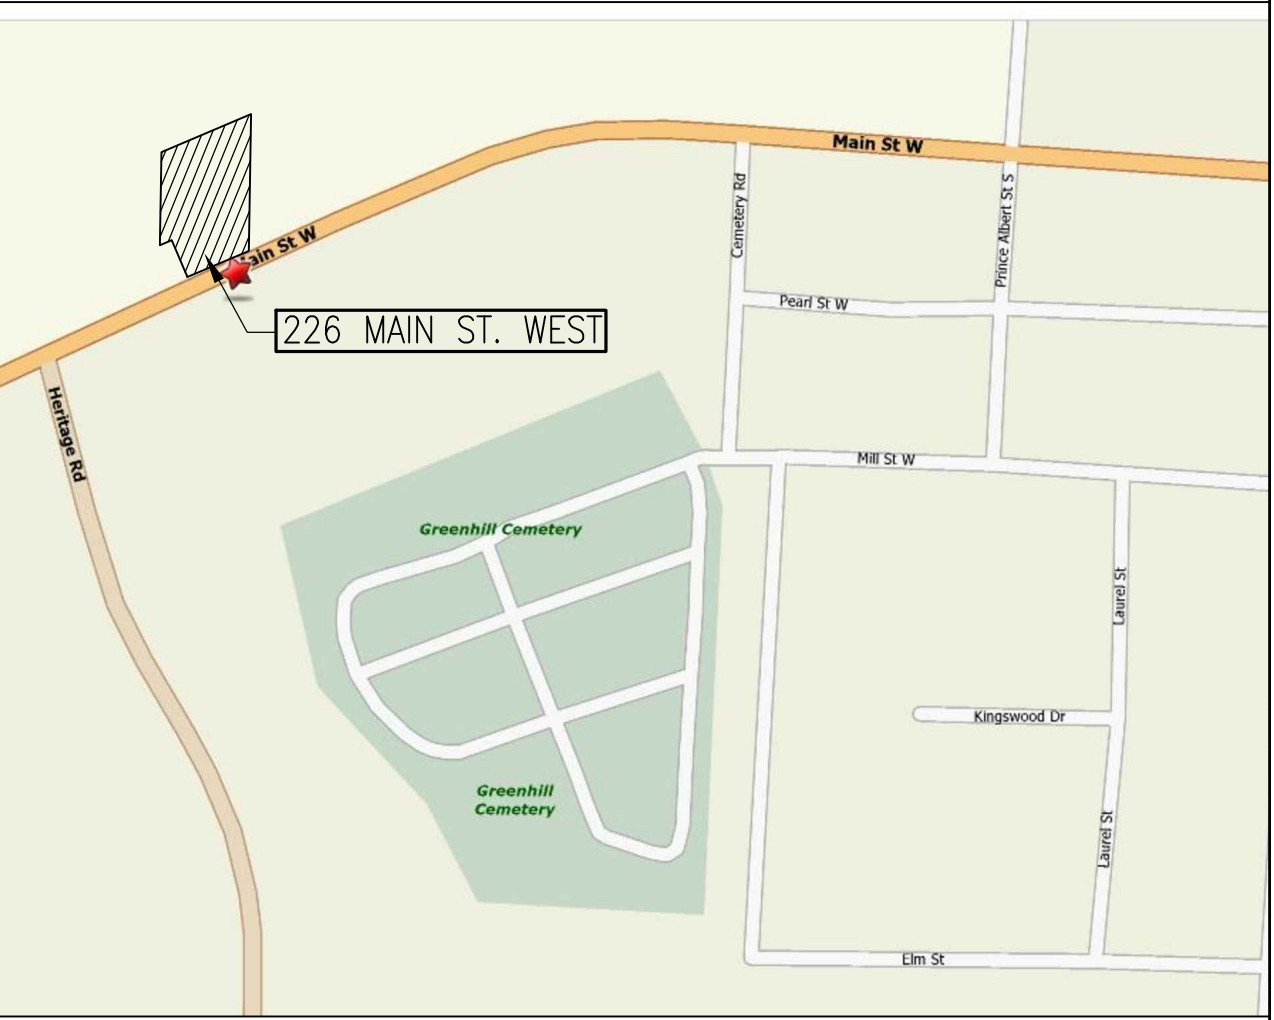 Main St W
Prince Albert St S
Cemetery Rd
ain St W
Pearl St W
226 MAIN ST. WEST
Heritage Rd
Mill St W
Greenhill Cemetery
Laurel St
Kingswood Dr
Greenhill
Cemetery
Laurel St
Elm St